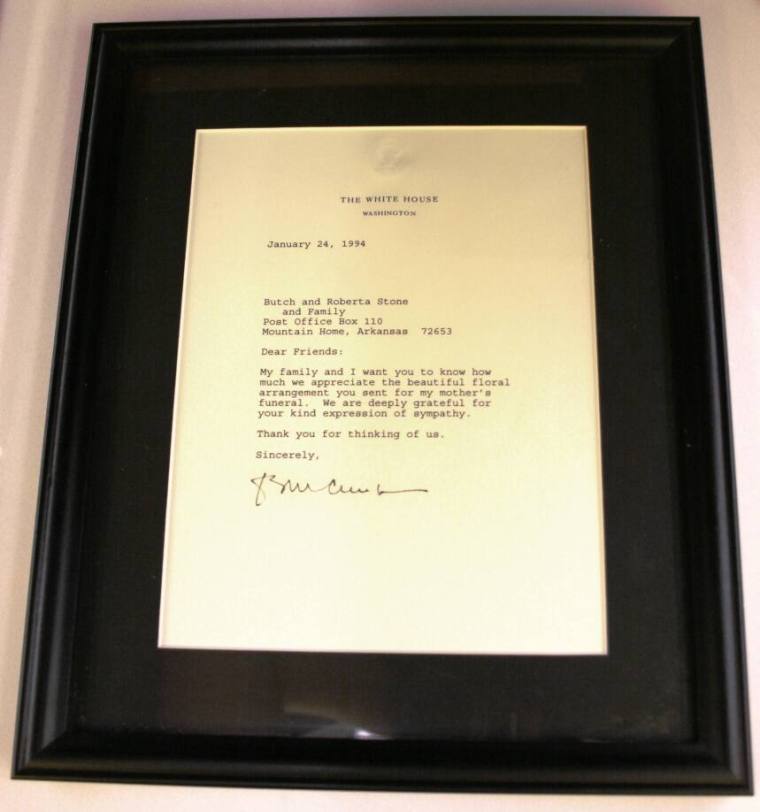 THE WHITE HOUSE
WASHINGTON
January 24, 1994
Butch and Roberta Stone
and Family
Post Office Box 110
Mountain Home, Arkansas 72653
Dear Friends:
My family and I want you to know how
much we appreciate the beautiful floral
arrangement you sent for my mother's
funeral. We are deeply grateful for
your kind expression of sympathy.
Thank you for thinking of us.
Sincerely,
Bill Clinton